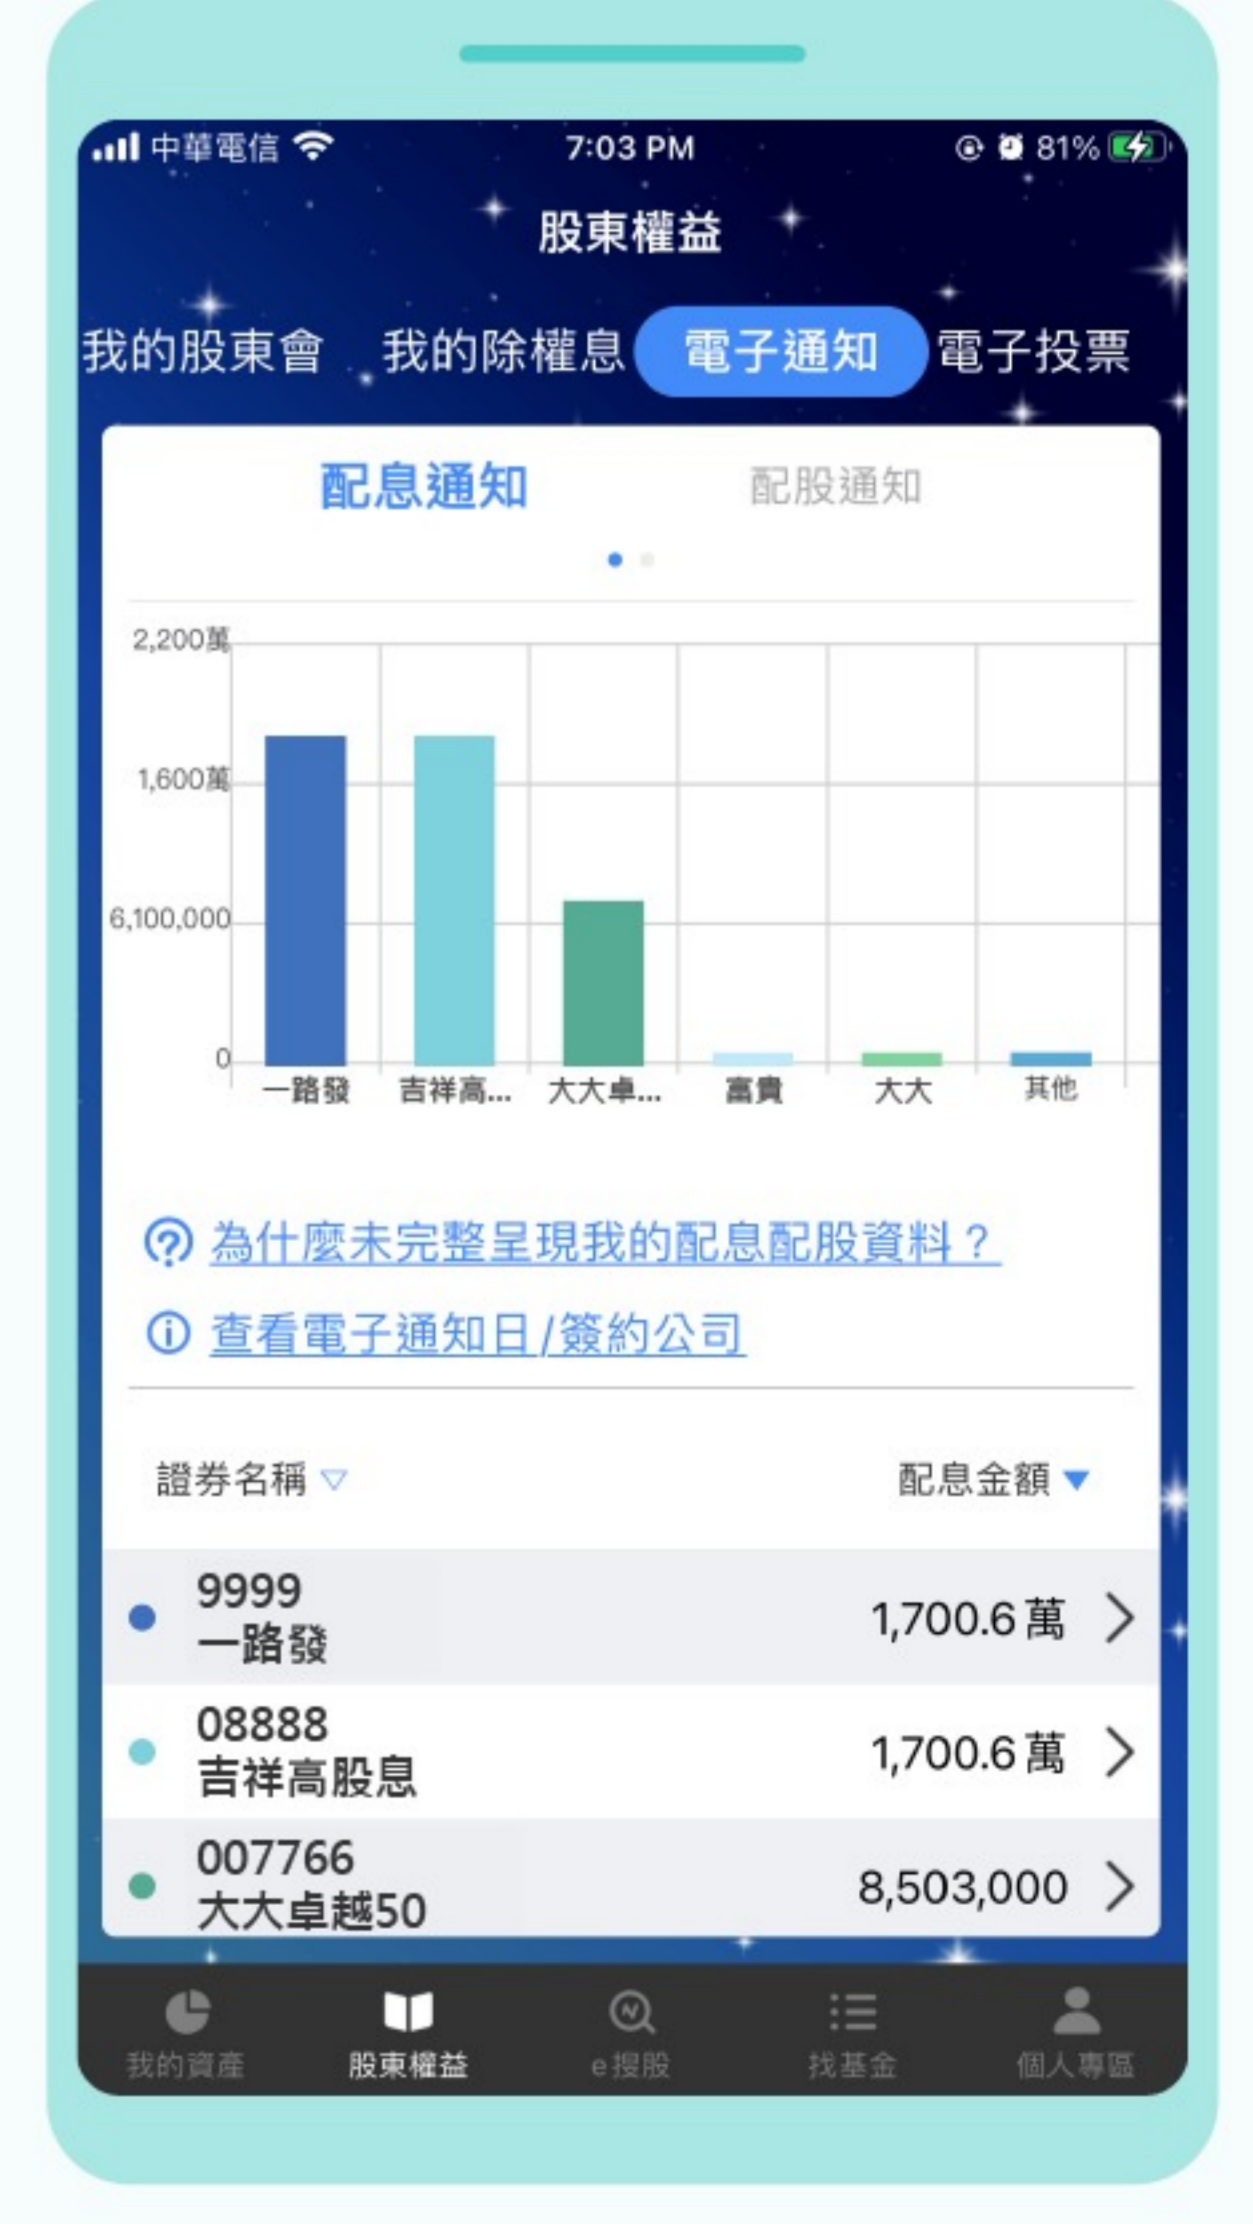 中華電信 7:03 PM 81%
股東權益
我的股東會 我的除權息 電子通知 電子投票
配息通知 配股通知
2,200萬
1,600萬
6,100,000
0
一路發 吉祥高... 大大卓... 富貴 大大 其他
為什麼未完整呈現我的配息配股資料？
查看電子通知日/簽約公司
證券名稱 配息金額
9999
一路發
1,700.6 萬
08888
吉祥高股息
1,700.6 萬
007766
大大卓越50
8,503,000
我的資產 股東權益 e搜股 找基金 個人專區